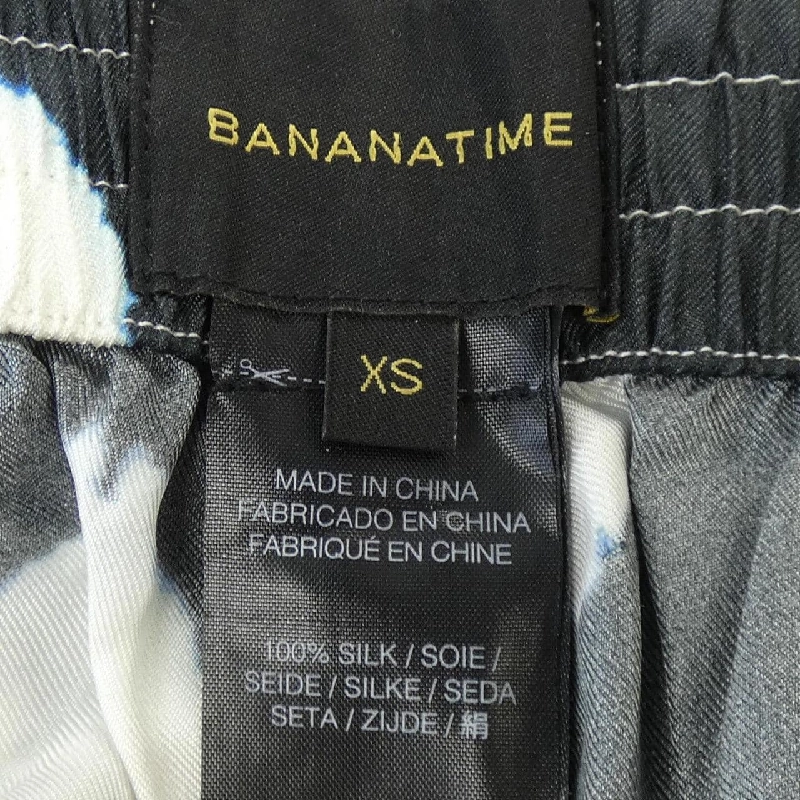 BANANATIME
XS
MADE IN CHINA
FABRICADO EN CHINA
FABRIQUÉ EN CHINE
100% SILK / SOIE /
SEIDE / SILKE / SEDA
SETA / ZIJDE / 絹